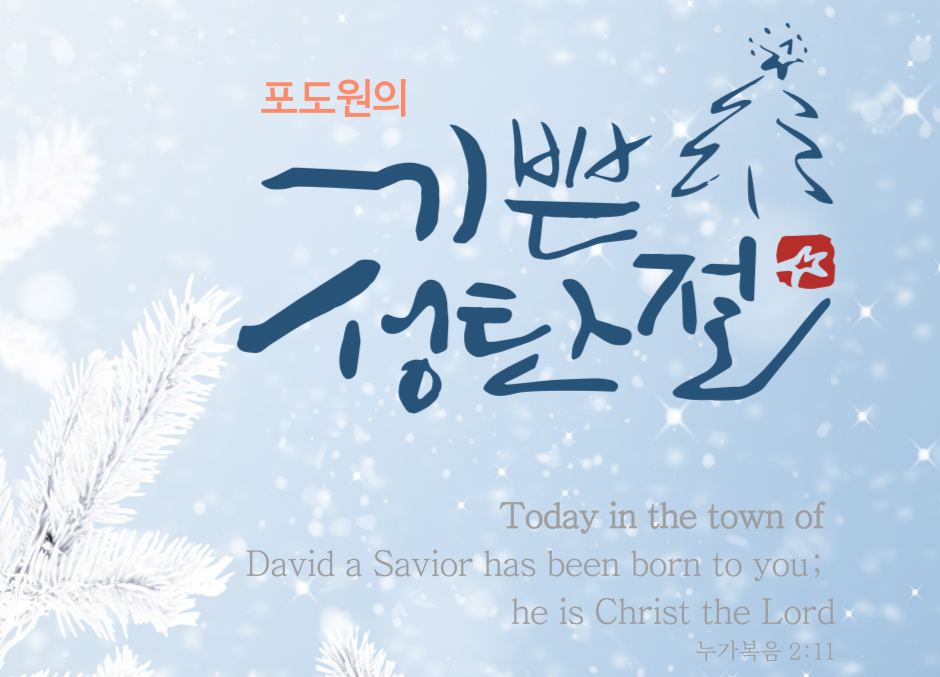 포도원의
기쁜
성탄절
Today in the town of
David a Savior has been born to you;
he is Christ the Lord
누가복음 2:11